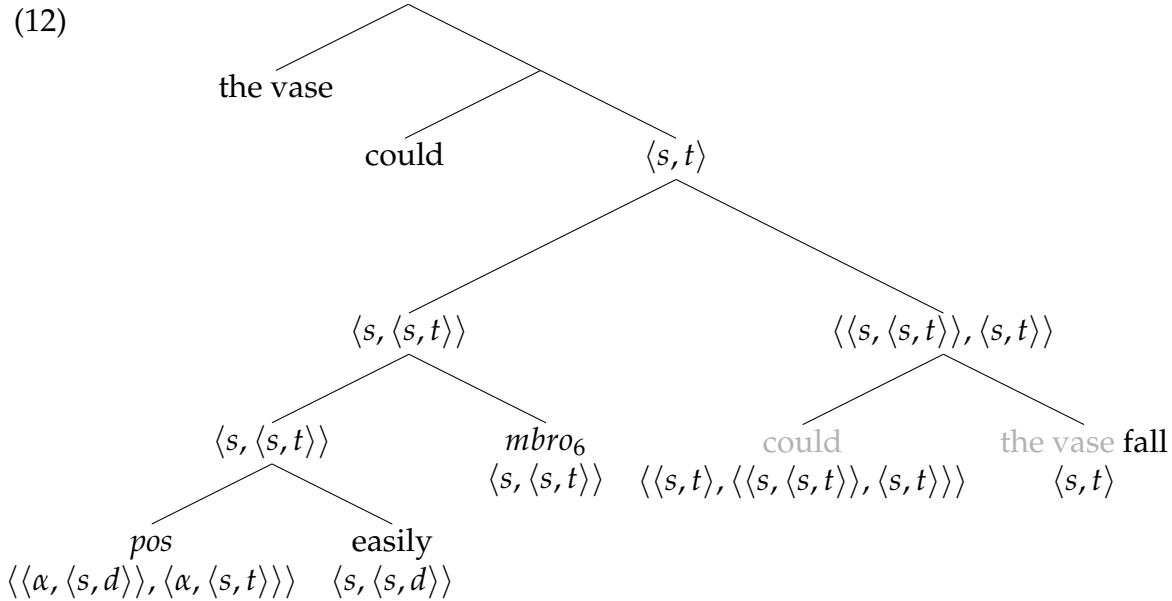 (12)
the vase
could
⟨s, t⟩
⟨s, ⟨s, t⟩⟩ ⟨⟨s, ⟨s, t⟩⟩, ⟨s, t⟩⟩
⟨s, ⟨s, t⟩⟩ mbro₆ could the vase fall
⟨s, ⟨s, t⟩⟩ ⟨⟨s, t⟩, ⟨⟨s, ⟨s, t⟩⟩, ⟨s, t⟩⟩⟩ ⟨s, t⟩
pos easily
⟨⟨α, ⟨s, d⟩⟩, ⟨α, ⟨s, t⟩⟩⟩ ⟨s, ⟨s, d⟩⟩